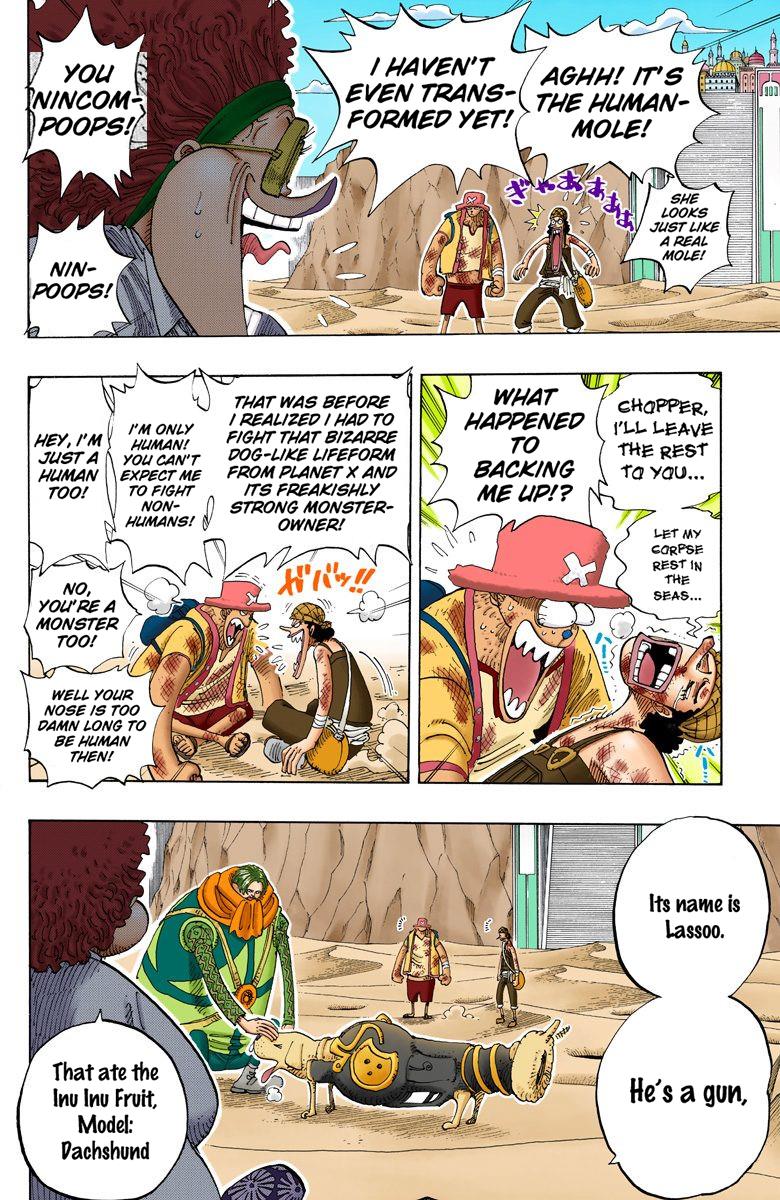 AGHH! IT'S
THE HUMAN-
MOLE!
SHE
LOOKS
JUST LIKE
A REAL
MOLE!
I HAVEN'T
EVEN TRANS-
FORMED YET!
ぎゃああああ
YOU
NINCOM-
POOPS!
NIN-
POOPS!
CHOPPER,
I'LL LEAVE
THE REST
TO YOU...
LET MY
CORPSE
REST IN
THE
SEAS...
WHAT
HAPPENED
TO
BACKING
ME UP!?
ハー
ハー
THAT WAS BEFORE
I REALIZED I HAD TO
FIGHT THAT BIZARRE
DOG-LIKE LIFEFORM
FROM PLANET X AND
ITS FREAKISHLY
STRONG MONSTER-
OWNER!
I'M ONLY
HUMAN!
YOU CAN'T
EXPECT ME
TO FIGHT
NON-
HUMANS!
HEY, I'M
JUST A
HUMAN
TOO!
ガバッ!!
NO,
YOU'RE A
MONSTER
TOO!
WELL YOUR
NOSE IS TOO
DAMN LONG TO
BE HUMAN
THEN!
Its name is
Lassoo.
He's a gun,
That ate the
Inu Inu Fruit,
Model:
Dachshund